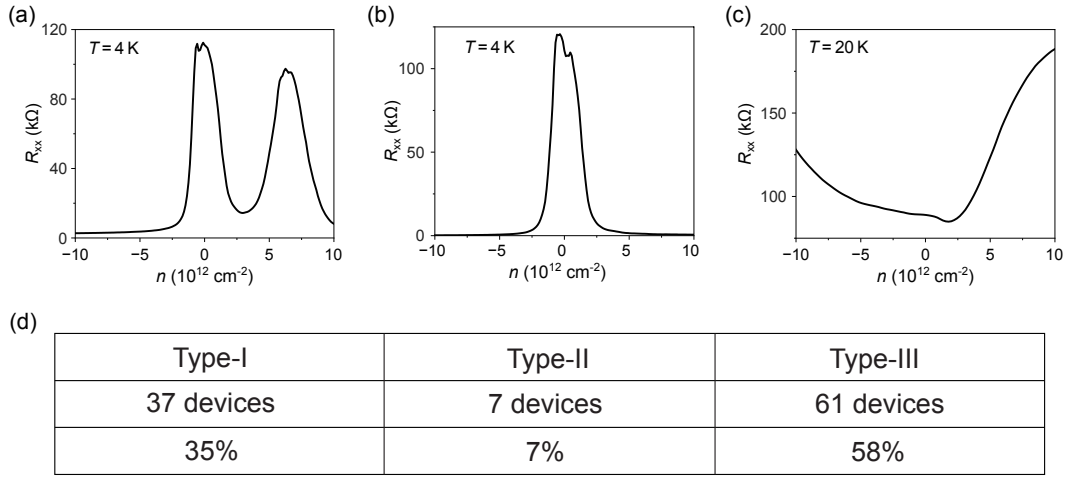 (a)
T = 4 K
120
80
40
0
Rxx (kΩ)
−10 −5 0 5 10
n (10¹² cm⁻²)
(b)
T = 4 K
100
50
0
Rxx (kΩ)
−10 −5 0 5 10
n (10¹² cm⁻²)
(c)
T = 20 K
200
150
100
Rxx (kΩ)
−10 −5 0 5 10
n (10¹² cm⁻²)
(d)
Type-I Type-II Type-III
37 devices 7 devices 61 devices
35% 7% 58%